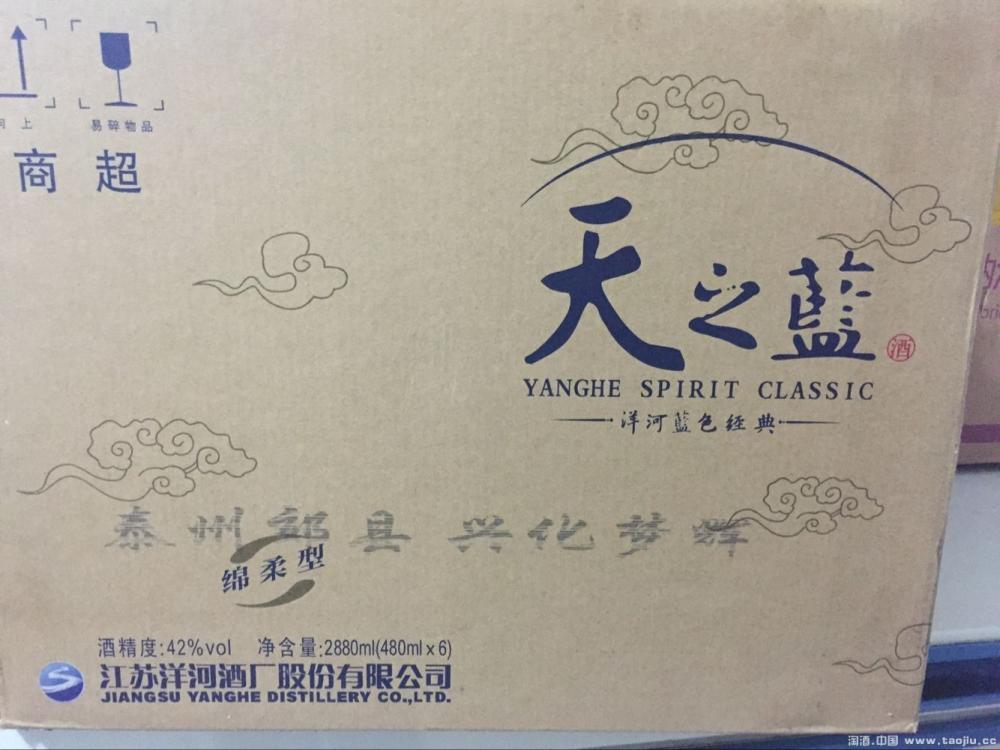 上
易碎物品
商 超
天之藍
酒
YANGHE SPIRIT CLASSIC
洋河藍色经典
泰州 县 兴化梦辉
绵柔型
酒精度:42%vol 净含量:2880ml(480ml x 6)
江苏洋河酒厂股份有限公司
JIANGSU YANGHE DISTILLERY CO.,LTD.
淘酒.中国 www.taojiu.cc